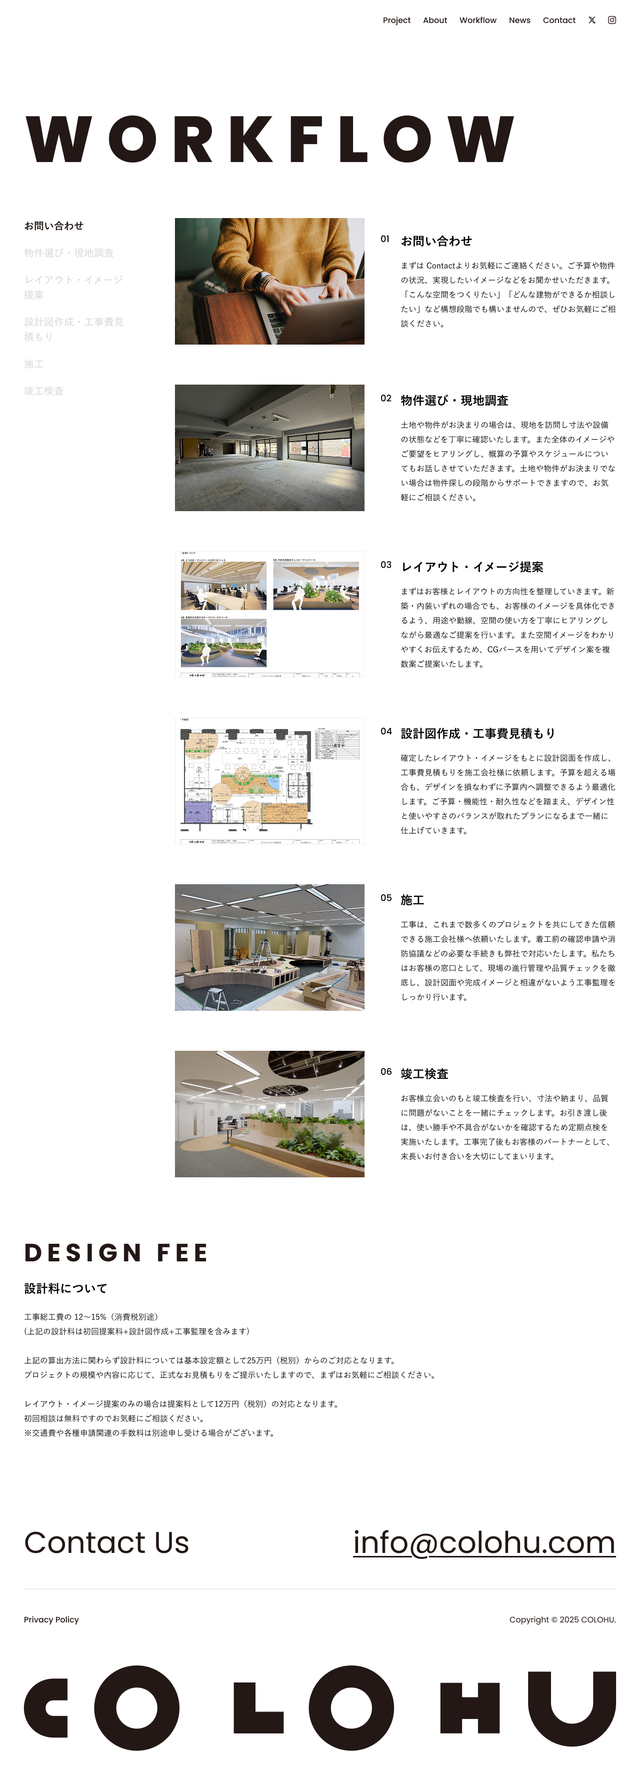 Project About Workflow News Contact
WORKFLOW
お問い合わせ
物件選び・現地調査
レイアウト・イメージ
提案
設計図作成・工事費見
積もり
施工
竣工検査
01 お問い合わせ
まずは Contactよりお気軽にご連絡ください。ご予算や物件
の状況、実現したいイメージなどをお聞かせいただきます。
「こんな空間をつくりたい」「どんな建物ができるか相談し
たい」など構想段階でも構いませんので、ぜひお気軽にご相
談ください。
02 物件選び・現地調査
土地や物件がお決まりの場合は、現地を訪問し寸法や設備
の状態などを丁寧に確認いたします。また全体のイメージや
ご要望をヒアリングし、概算の予算やスケジュールについ
てもお話しさせていただきます。土地や物件がお決まりでな
い場合は物件探しの段階からサポートできますので、お気
軽にご相談ください。
03 レイアウト・イメージ提案
まずはお客様とレイアウトの方向性を整理していきます。新
築・内装いずれの場合でも、お客様のイメージを具体化でき
るよう、用途や動線、空間の使い方を丁寧にヒアリングし
ながら最適なご提案を行います。また空間イメージをわかり
やすくお伝えするため、CGパースを用いてデザイン案を複
数案ご提案いたします。
04 設計図作成・工事費見積もり
確定したレイアウト・イメージをもとに設計図面を作成し、
工事費見積もりを施工会社様に依頼します。予算を超える場
合も、デザインを損なわずに予算内へ調整できるよう最適化
します。ご予算・機能性・耐久性などを踏まえ、デザイン性
と使いやすさのバランスが取れたプランになるまで一緒に
仕上げていきます。
05 施工
工事は、これまで数多くのプロジェクトを共にしてきた信頼
できる施工会社様へ依頼いたします。着工前の確認申請や消
防協議などの必要な手続きも弊社で対応いたします。私たち
はお客様の窓口として、現場の進行管理や品質チェックを徹
底し、設計図面や完成イメージと相違がないよう工事監理を
しっかり行います。
06 竣工検査
お客様立会いのもと竣工検査を行い、寸法や納まり、品質
に問題がないことを一緒にチェックします。お引き渡し後
は、使い勝手や不具合がないかを確認するため定期点検を
実施いたします。工事完了後もお客様のパートナーとして、
末長いお付き合いを大切にしてまいります。
DESIGN FEE
設計料について
工事総工費の 12〜15%（消費税別途）
(上記の設計料は初回提案料+設計図作成+工事監理を含みます)
上記の算出方法に関わらず設計料については基本設定額として25万円（税別）からのご対応となります。
プロジェクトの規模や内容に応じて、正式なお見積もりをご提示いたしますので、まずはお気軽にご相談ください。
レイアウト・イメージ提案のみの場合は提案料として12万円（税別）の対応となります。
初回相談は無料ですのでお気軽にご相談ください。
※交通費や各種申請関連の手数料は別途申し受ける場合がございます。
Contact Us
info@colohu.com
Privacy Policy
Copyright © 2025 COLOHU.
COLOHU